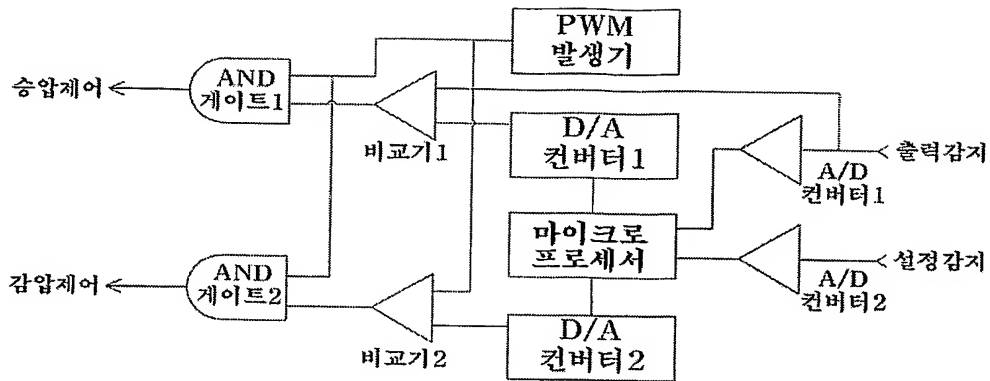 PWM
발생기
승압제어
AND
게이트1
비교기1
D/A
컨버터1
출력감지
A/D
컨버터1
마이크로
프로세서
감압제어
AND
게이트2
설정감지
A/D
컨버터2
비교기2
D/A
컨버터2